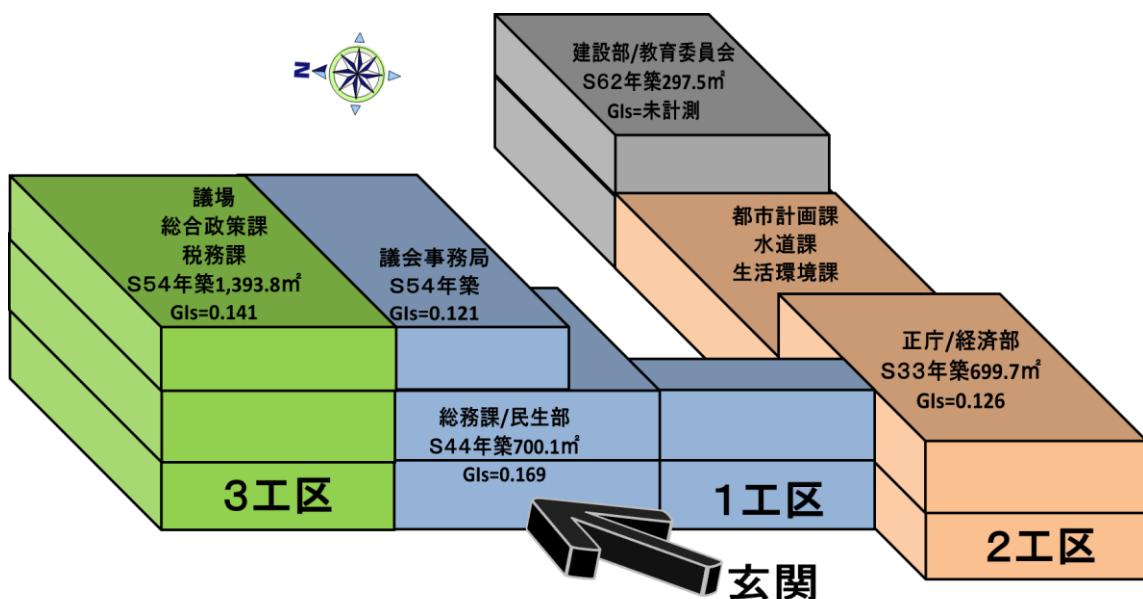 建設部/教育委員会
S62年築297.5㎡
GIs=未計測
N
議場
総合政策課
税務課
S54年築1,393.8㎡
GIs=0.141
議会事務局
S54年築
GIs=0.121
都市計画課
水道課
生活環境課
正庁/経済部
S33年築699.7㎡
GIs=0.126
総務課/民生部
S44年築700.1㎡
GIs=0.169
3工区
1工区
2工区
玄関